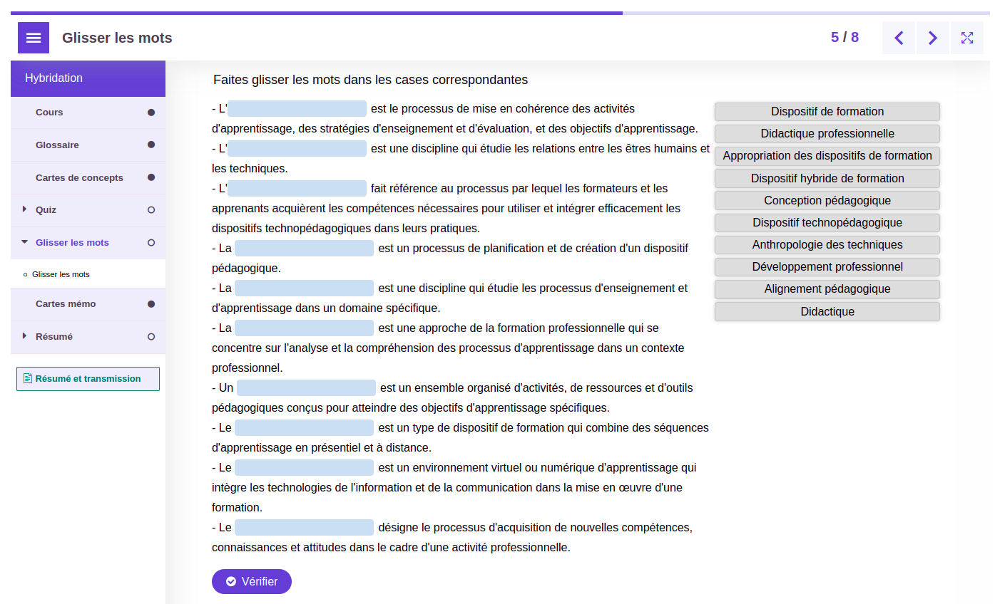 Glisser les mots
5 / 8
Hybridation
Cours
Glossaire
Cartes de concepts
Quiz
Glisser les mots
Glisser les mots
Cartes mémo
Résumé
Résumé et transmission
Faites glisser les mots dans les cases correspondantes
- L' est le processus de mise en cohérence des activités
d'apprentissage, des stratégies d'enseignement et d'évaluation, et des objectifs d'apprentissage.
- L' est une discipline qui étudie les relations entre les êtres humains et
les techniques.
- L' fait référence au processus par lequel les formateurs et les
apprenants acquièrent les compétences nécessaires pour utiliser et intégrer efficacement les
dispositifs technopédagogiques dans leurs pratiques.
- La est un processus de planification et de création d'un dispositif
pédagogique.
- La est une discipline qui étudie les processus d'enseignement et
d'apprentissage dans un domaine spécifique.
- La est une approche de la formation professionnelle qui se
concentre sur l'analyse et la compréhension des processus d'apprentissage dans un contexte
professionnel.
- Un est un ensemble organisé d'activités, de ressources et d'outils
pédagogiques conçus pour atteindre des objectifs d'apprentissage spécifiques.
- Le est un type de dispositif de formation qui combine des séquences
d'apprentissage en présentiel et à distance.
- Le est un environnement virtuel ou numérique d'apprentissage qui
intègre les technologies de l'information et de la communication dans la mise en œuvre d'une
formation.
- Le désigne le processus d'acquisition de nouvelles compétences,
connaissances et attitudes dans le cadre d'une activité professionnelle.
Dispositif de formation
Didactique professionnelle
Appropriation des dispositifs de formation
Dispositif hybride de formation
Conception pédagogique
Dispositif technopédagogique
Anthropologie des techniques
Développement professionnel
Alignement pédagogique
Didactique
Vérifier